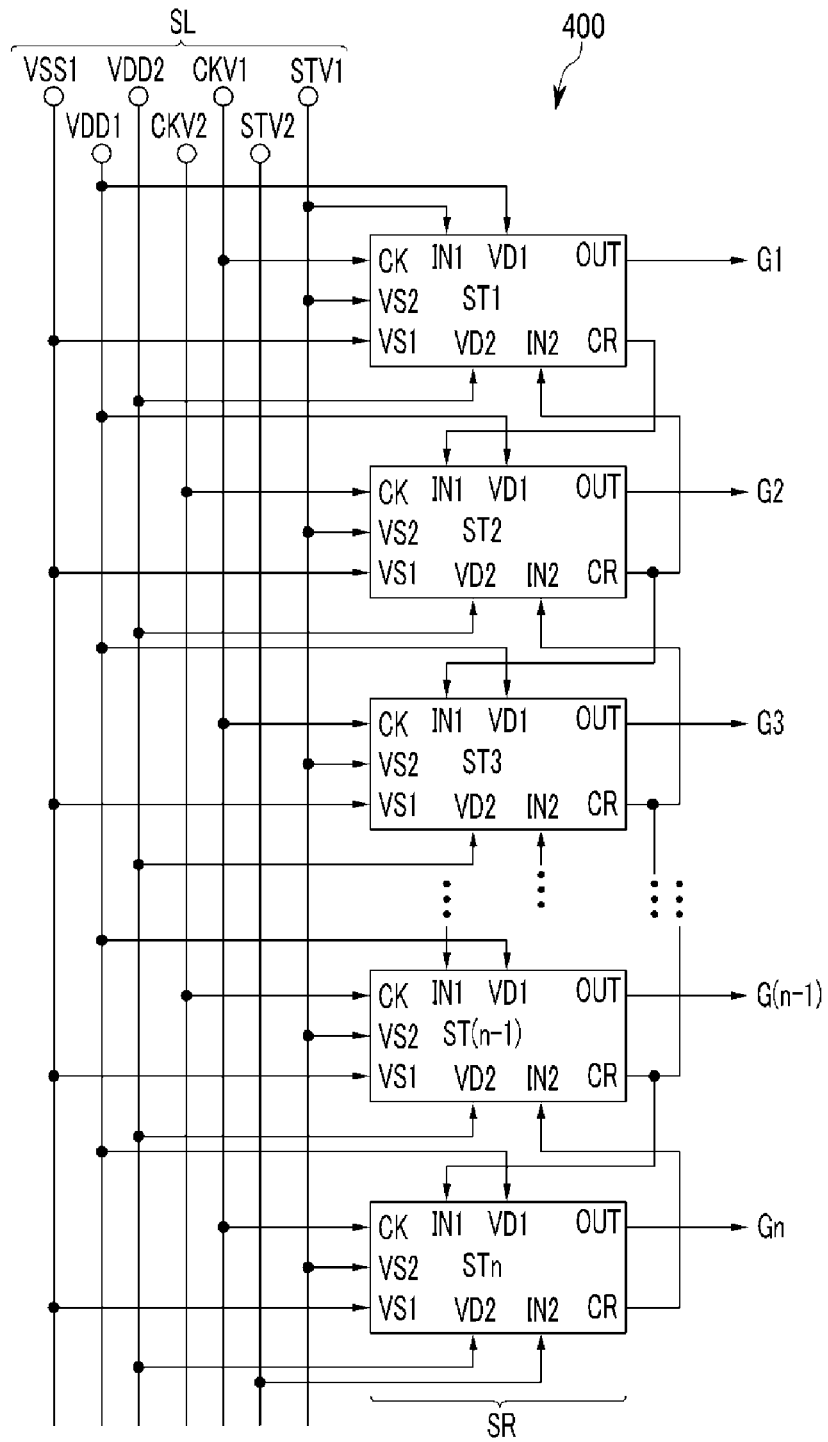 SL
400
VSS1 VDD2 CKV1 STV1
VDD1 CKV2 STV2
CK IN1 VD1 OUT G1
VS2 ST1
VS1 VD2 IN2 CR
CK IN1 VD1 OUT G2
VS2 ST2
VS1 VD2 IN2 CR
CK IN1 VD1 OUT G3
VS2 ST3
VS1 VD2 IN2 CR
CK IN1 VD1 OUT G(n-1)
VS2 ST(n-1)
VS1 VD2 IN2 CR
CK IN1 VD1 OUT Gn
VS2 STn
VS1 VD2 IN2 CR
SR